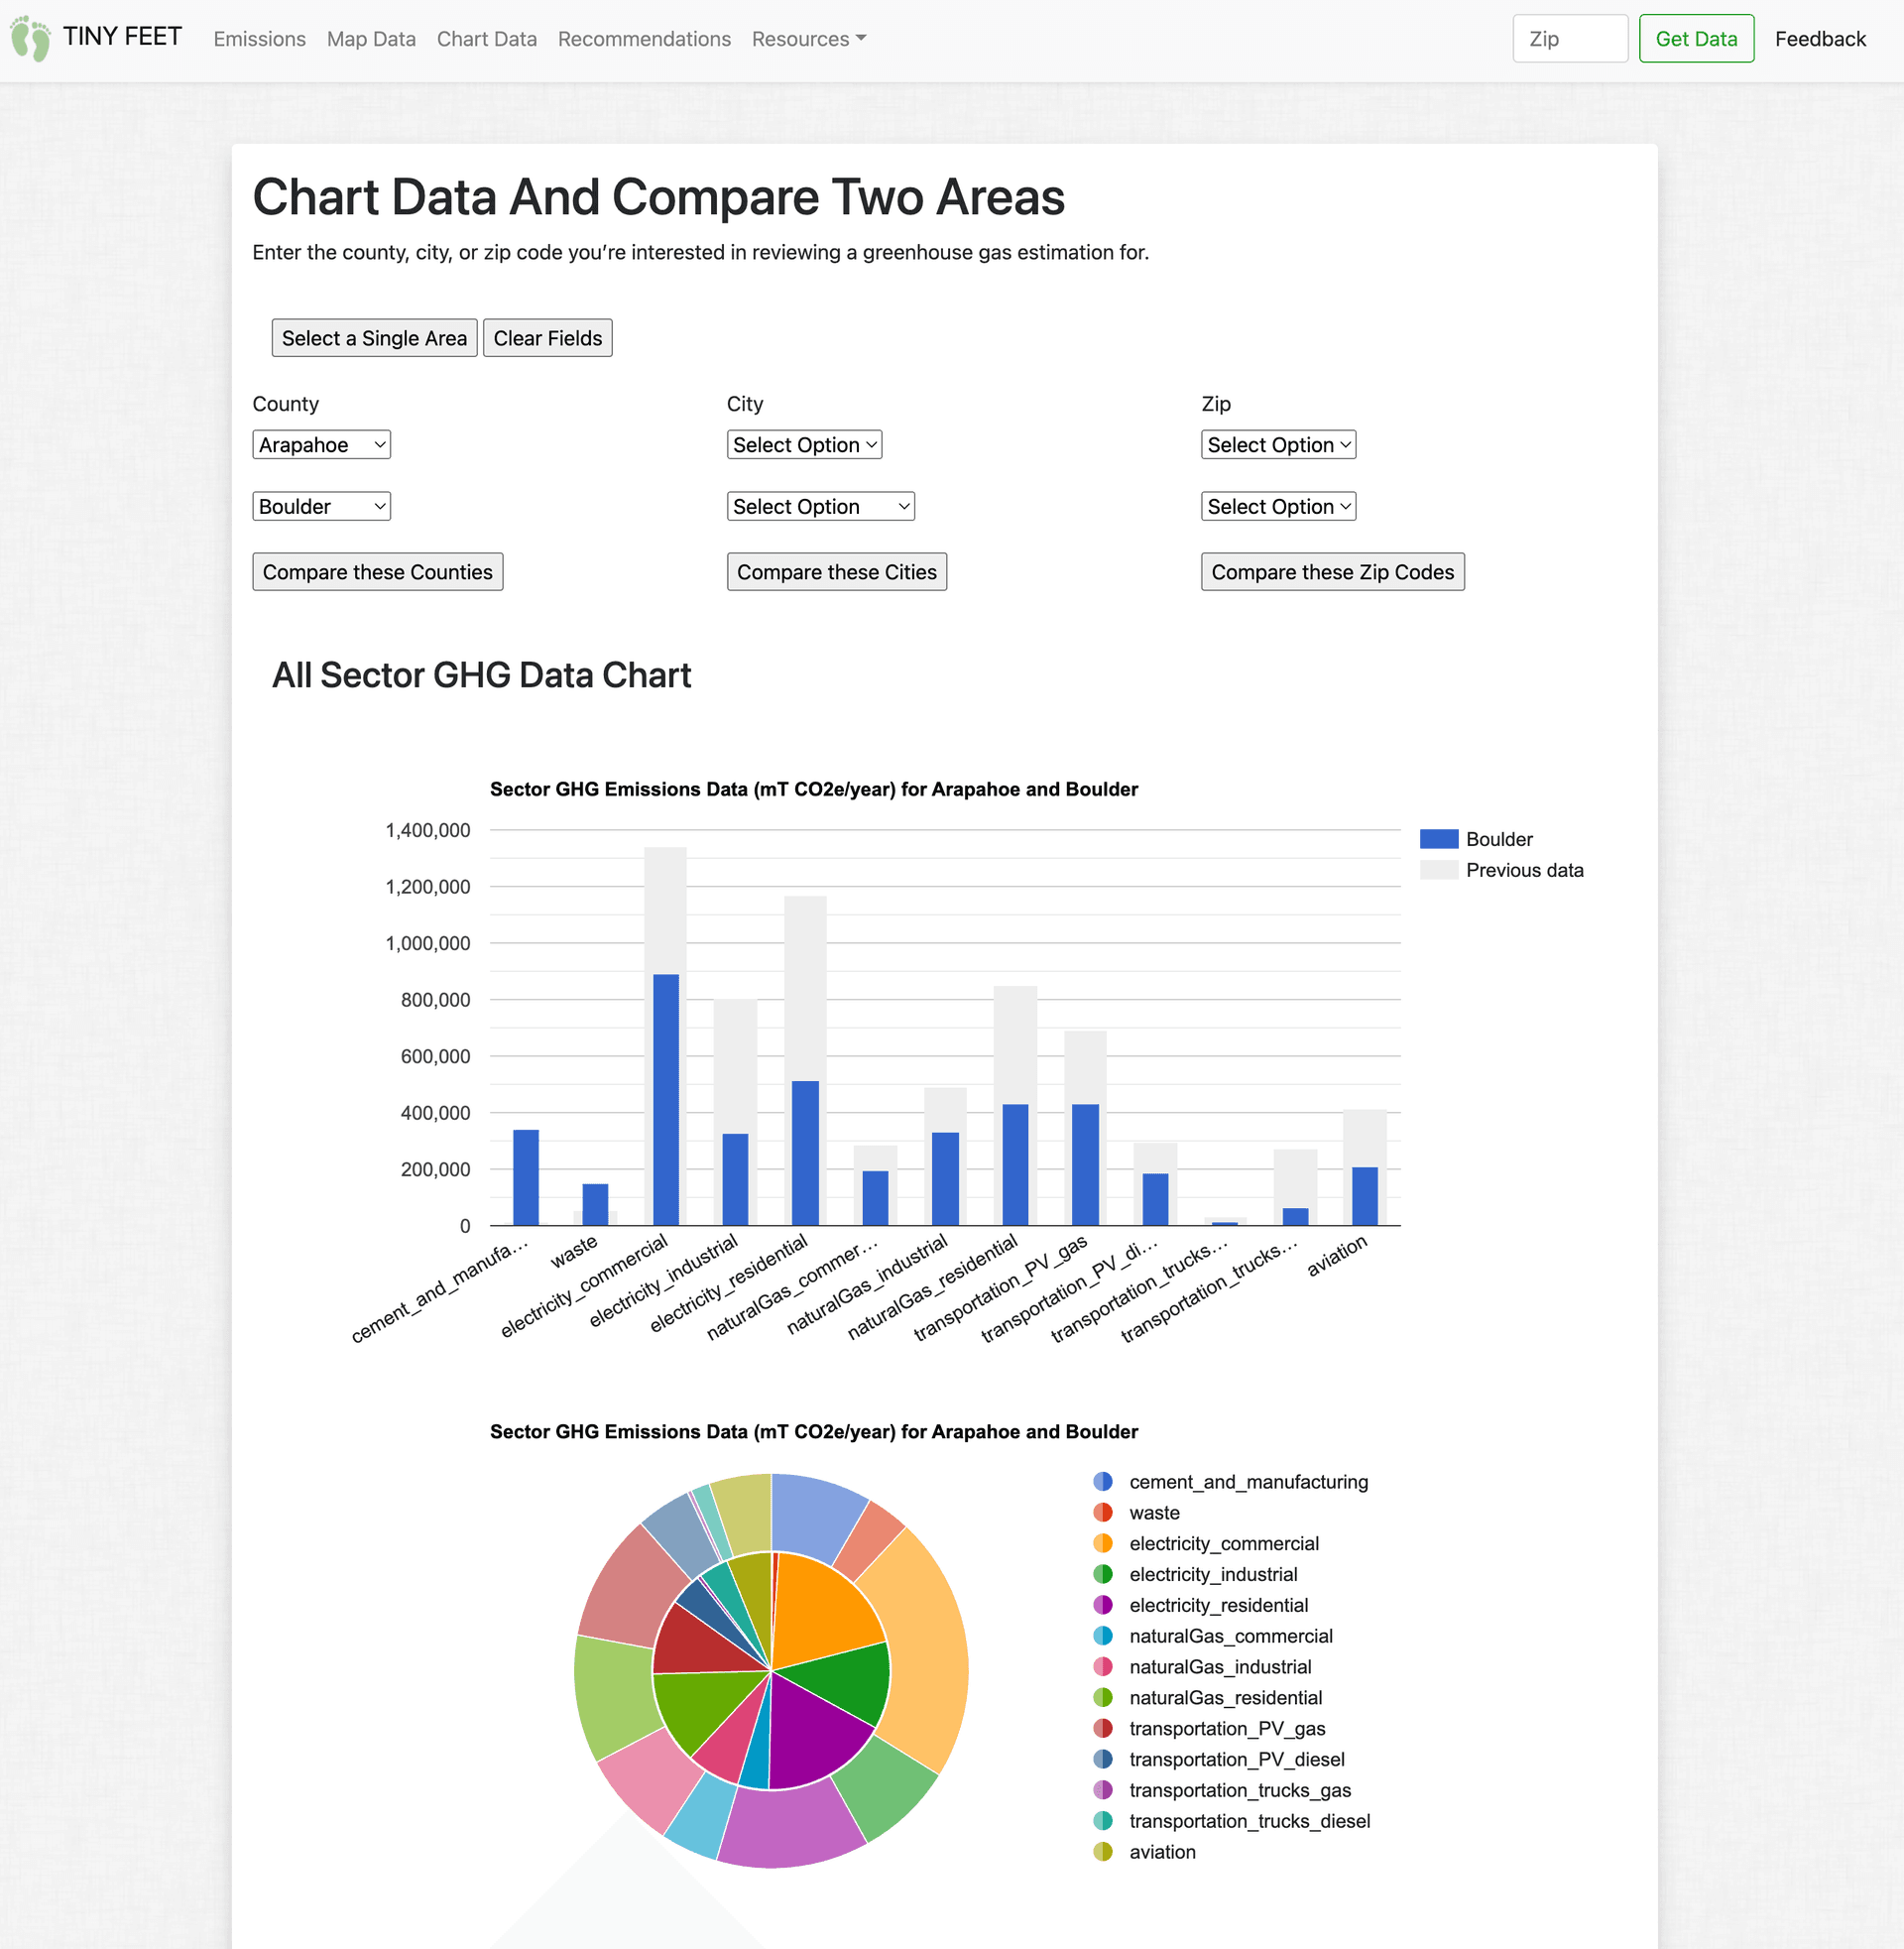 TINY FEET Emissions Map Data Chart Data Recommendations Resources Zip Get Data Feedback
Chart Data And Compare Two Areas
Enter the county, city, or zip code you’re interested in reviewing a greenhouse gas estimation for.
Select a Single Area Clear Fields
County City Zip
Arapahoe Select Option Select Option
Boulder Select Option Select Option
Compare these Counties Compare these Cities Compare these Zip Codes
All Sector GHG Data Chart
Sector GHG Emissions Data (mT CO2e/year) for Arapahoe and Boulder
1,400,000
1,200,000
1,000,000
800,000
600,000
400,000
200,000
0
Boulder
Previous data
cement_and_manufa...
waste
electricity_commercial
electricity_industrial
electricity_residential
naturalGas_commer...
naturalGas_industrial
naturalGas_residential
transportation_PV_gas
transportation_PV_di...
transportation_trucks...
transportation_trucks...
aviation
Sector GHG Emissions Data (mT CO2e/year) for Arapahoe and Boulder
cement_and_manufacturing
waste
electricity_commercial
electricity_industrial
electricity_residential
naturalGas_commercial
naturalGas_industrial
naturalGas_residential
transportation_PV_gas
transportation_PV_diesel
transportation_trucks_gas
transportation_trucks_diesel
aviation